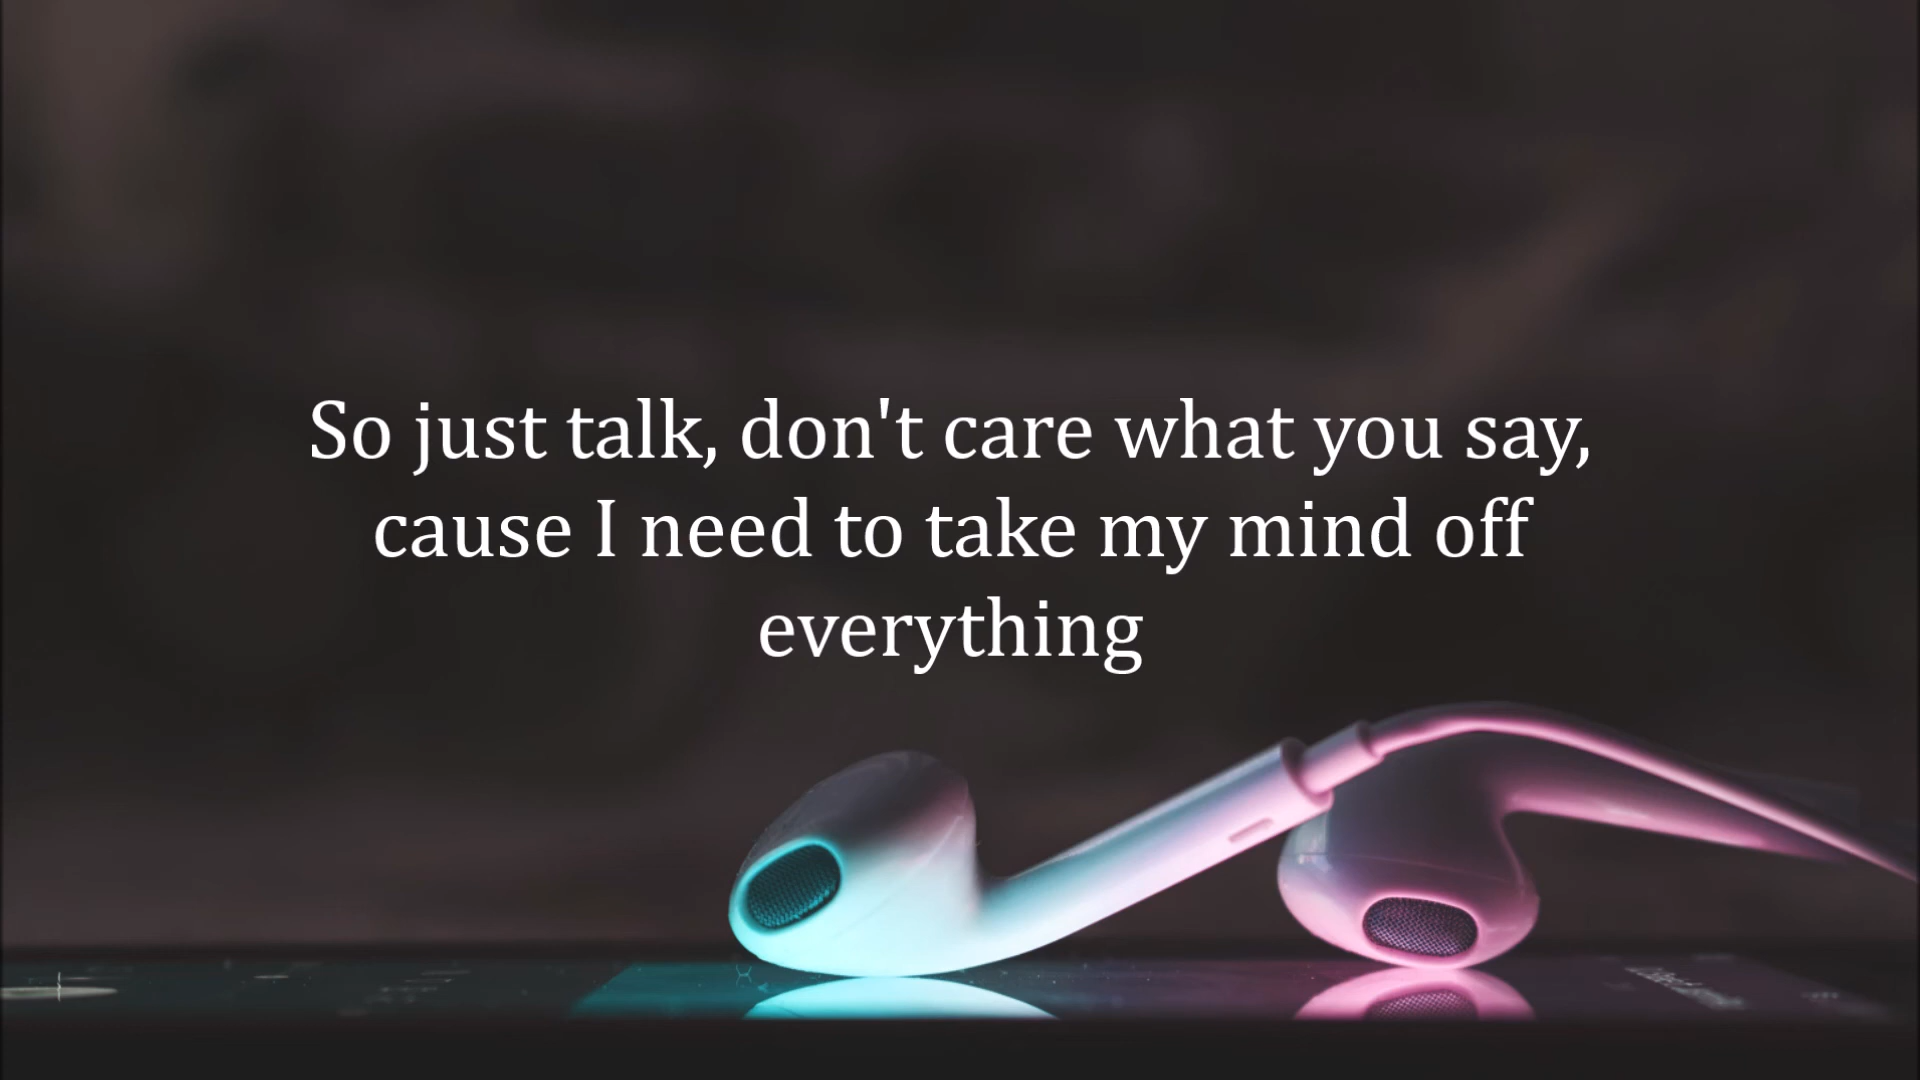 So just talk, don't care what you say,
cause I need to take my mind off
everything